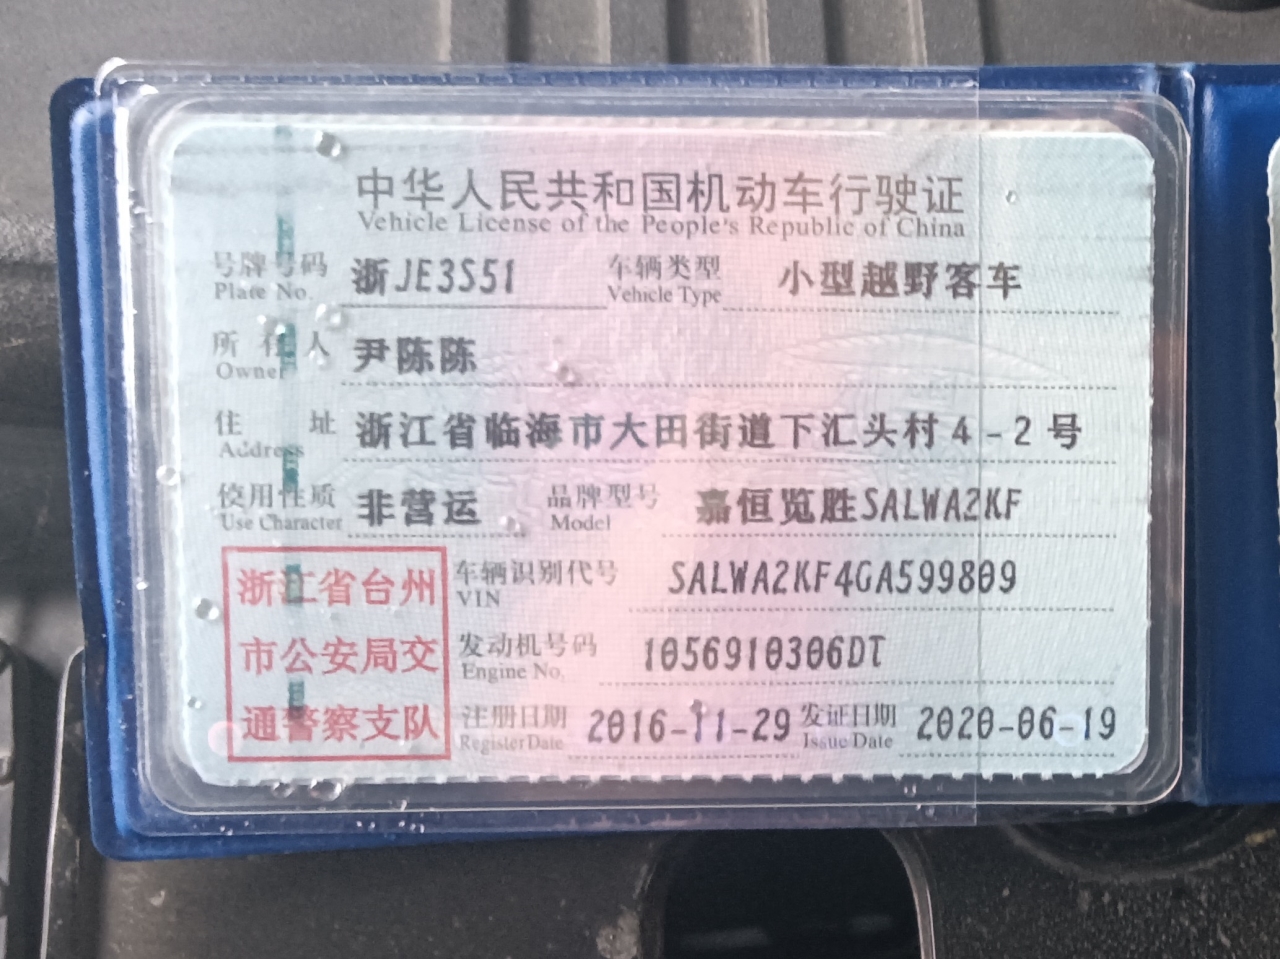 中华人民共和国机动车行驶证
Vehicle License of the People's Republic of China
号牌号码 浙JE3S51 车辆类型 小型越野客车
Plate No. Vehicle Type
所有人 尹陈陈
Owner
住址 浙江省临海市大田街道下汇头村4-2号
Address
使用性质 非营运 品牌型号 嘉恒览胜SALWA2KF
Use Character Model
浙江省台州
市公安局交
通警察支队
车辆识别代号 SALWA2KF4GA599809
VIN
发动机号码 1056910306DT
Engine No.
注册日期 2016-11-29 发证日期 2020-06-19
Register Date Issue Date